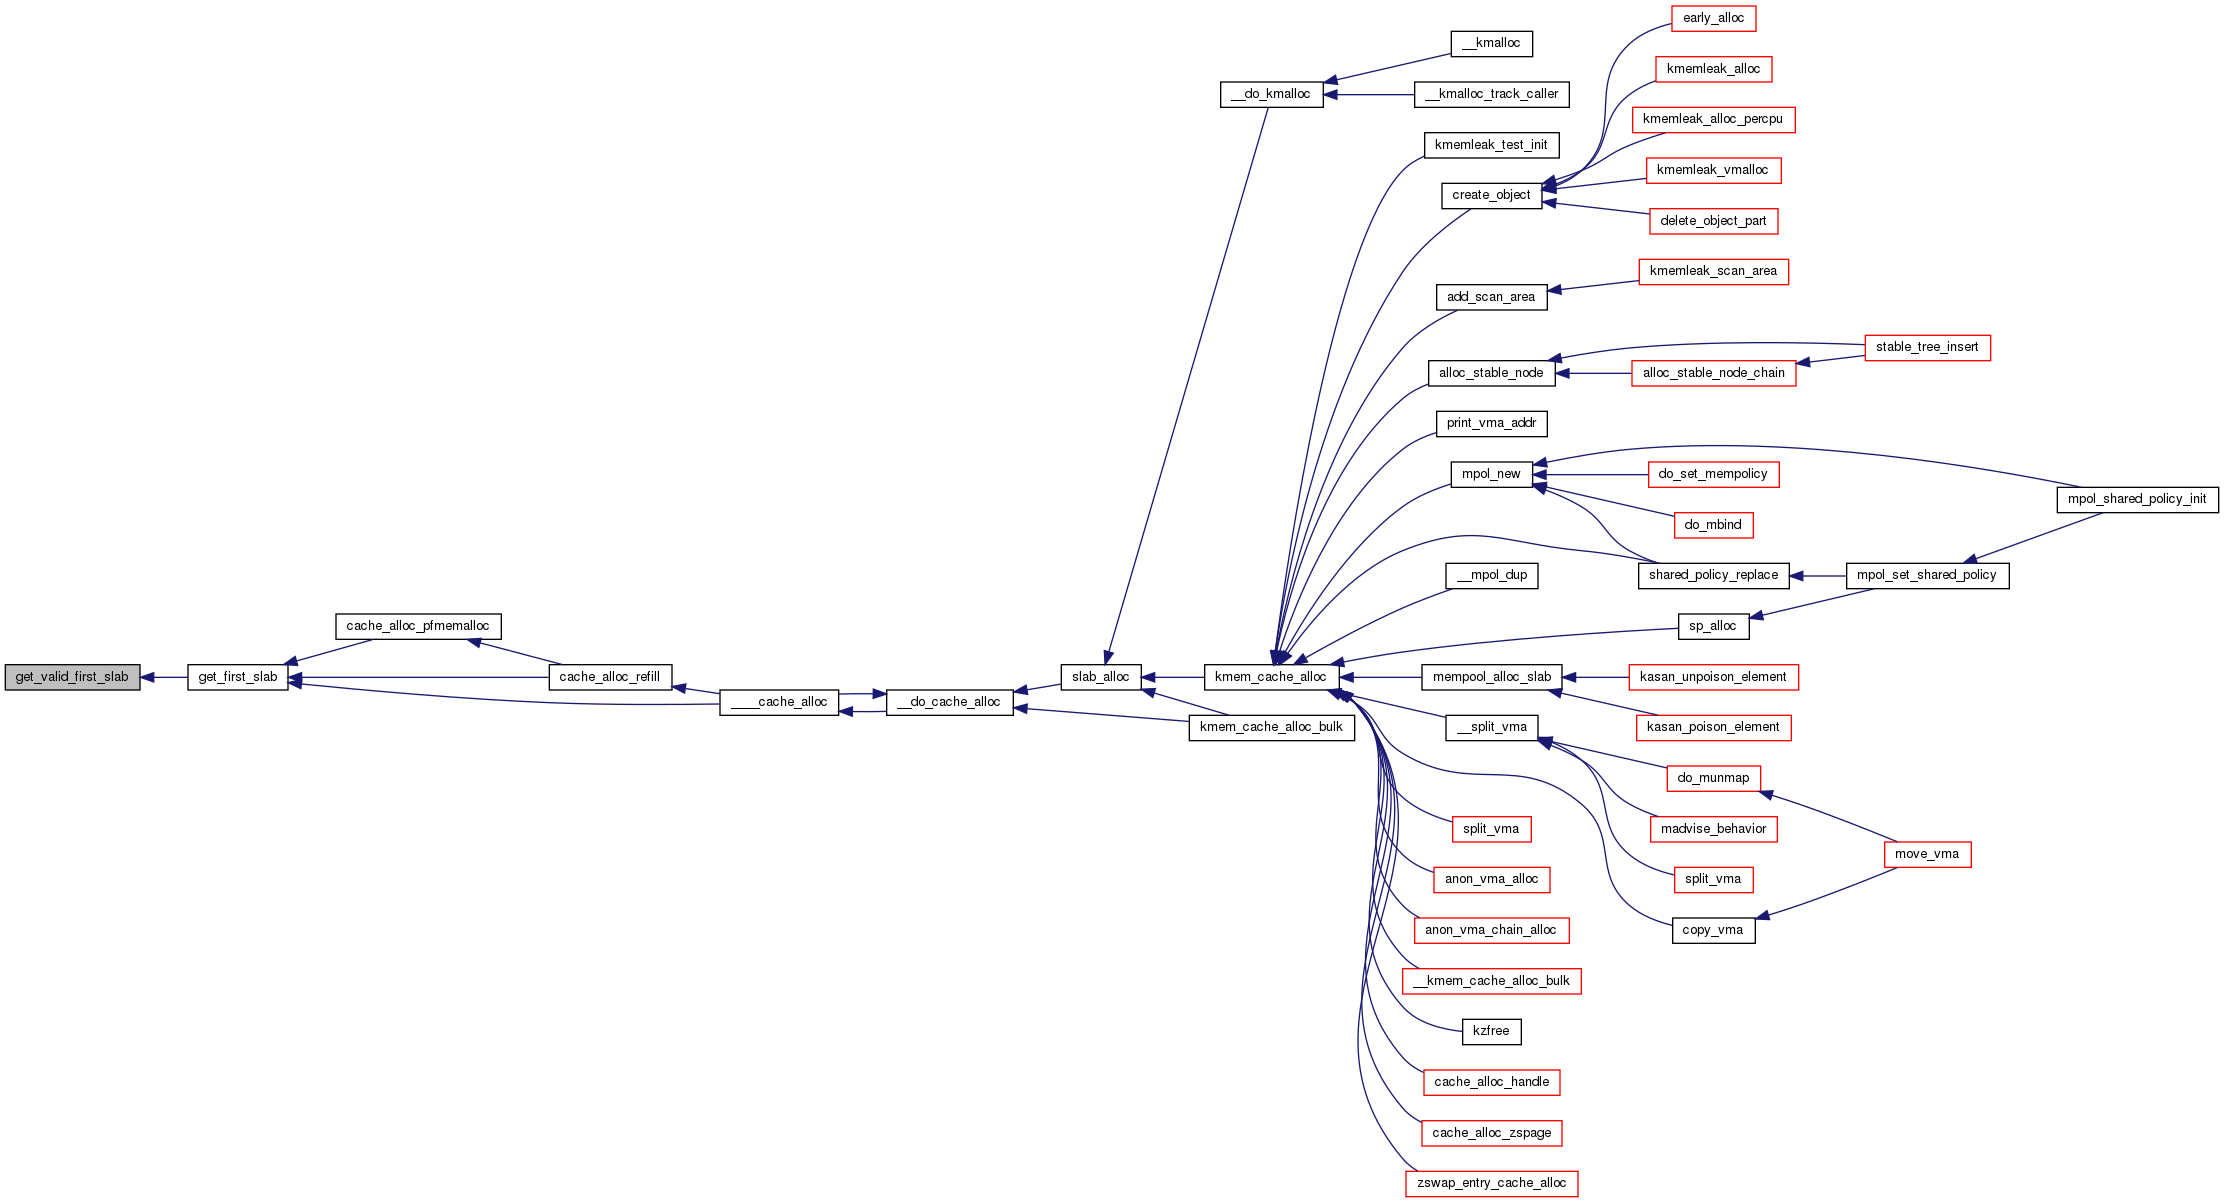 early_alloc
__kmalloc
kmemleak_alloc
__do_kmalloc
__kmalloc_track_caller
kmemleak_alloc_percpu
kmemleak_test_init
kmemleak_vmalloc
create_object
delete_object_part
kmemleak_scan_area
add_scan_area
stable_tree_insert
alloc_stable_node
alloc_stable_node_chain
print_vma_addr
mpol_new
do_set_mempolicy
mpol_shared_policy_init
do_mbind
__mpol_dup
shared_policy_replace
mpol_set_shared_policy
cache_alloc_pfmemalloc
sp_alloc
get_valid_first_slab
get_first_slab
cache_alloc_refill
slab_alloc
kmem_cache_alloc
mempool_alloc_slab
kasan_unpoison_element
____cache_alloc
__do_cache_alloc
kmem_cache_alloc_bulk
__split_vma
kasan_poison_element
do_munmap
split_vma
madvise_behavior
move_vma
anon_vma_alloc
split_vma
anon_vma_chain_alloc
copy_vma
__kmem_cache_alloc_bulk
kzfree
cache_alloc_handle
cache_alloc_zspage
zswap_entry_cache_alloc